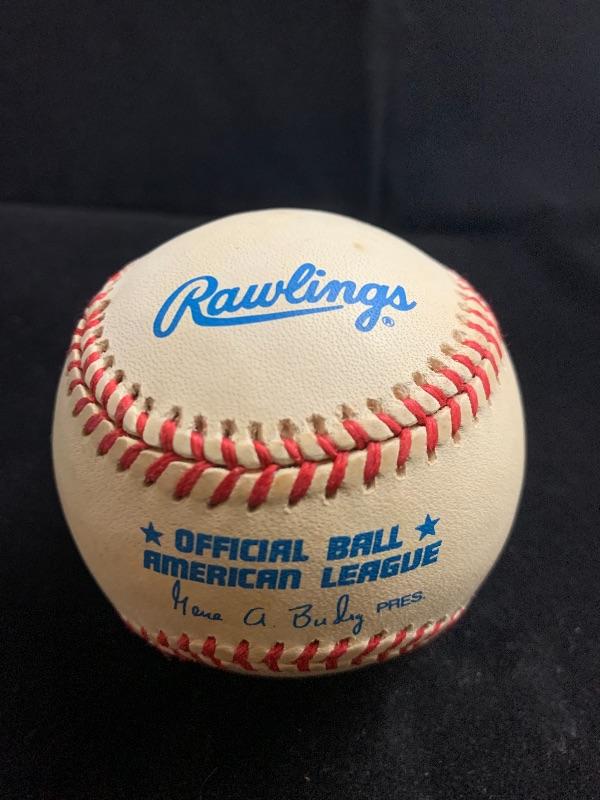 Rawlings®
★ OFFICIAL BALL ★
AMERICAN LEAGUE
Gene A. Budig PRES.